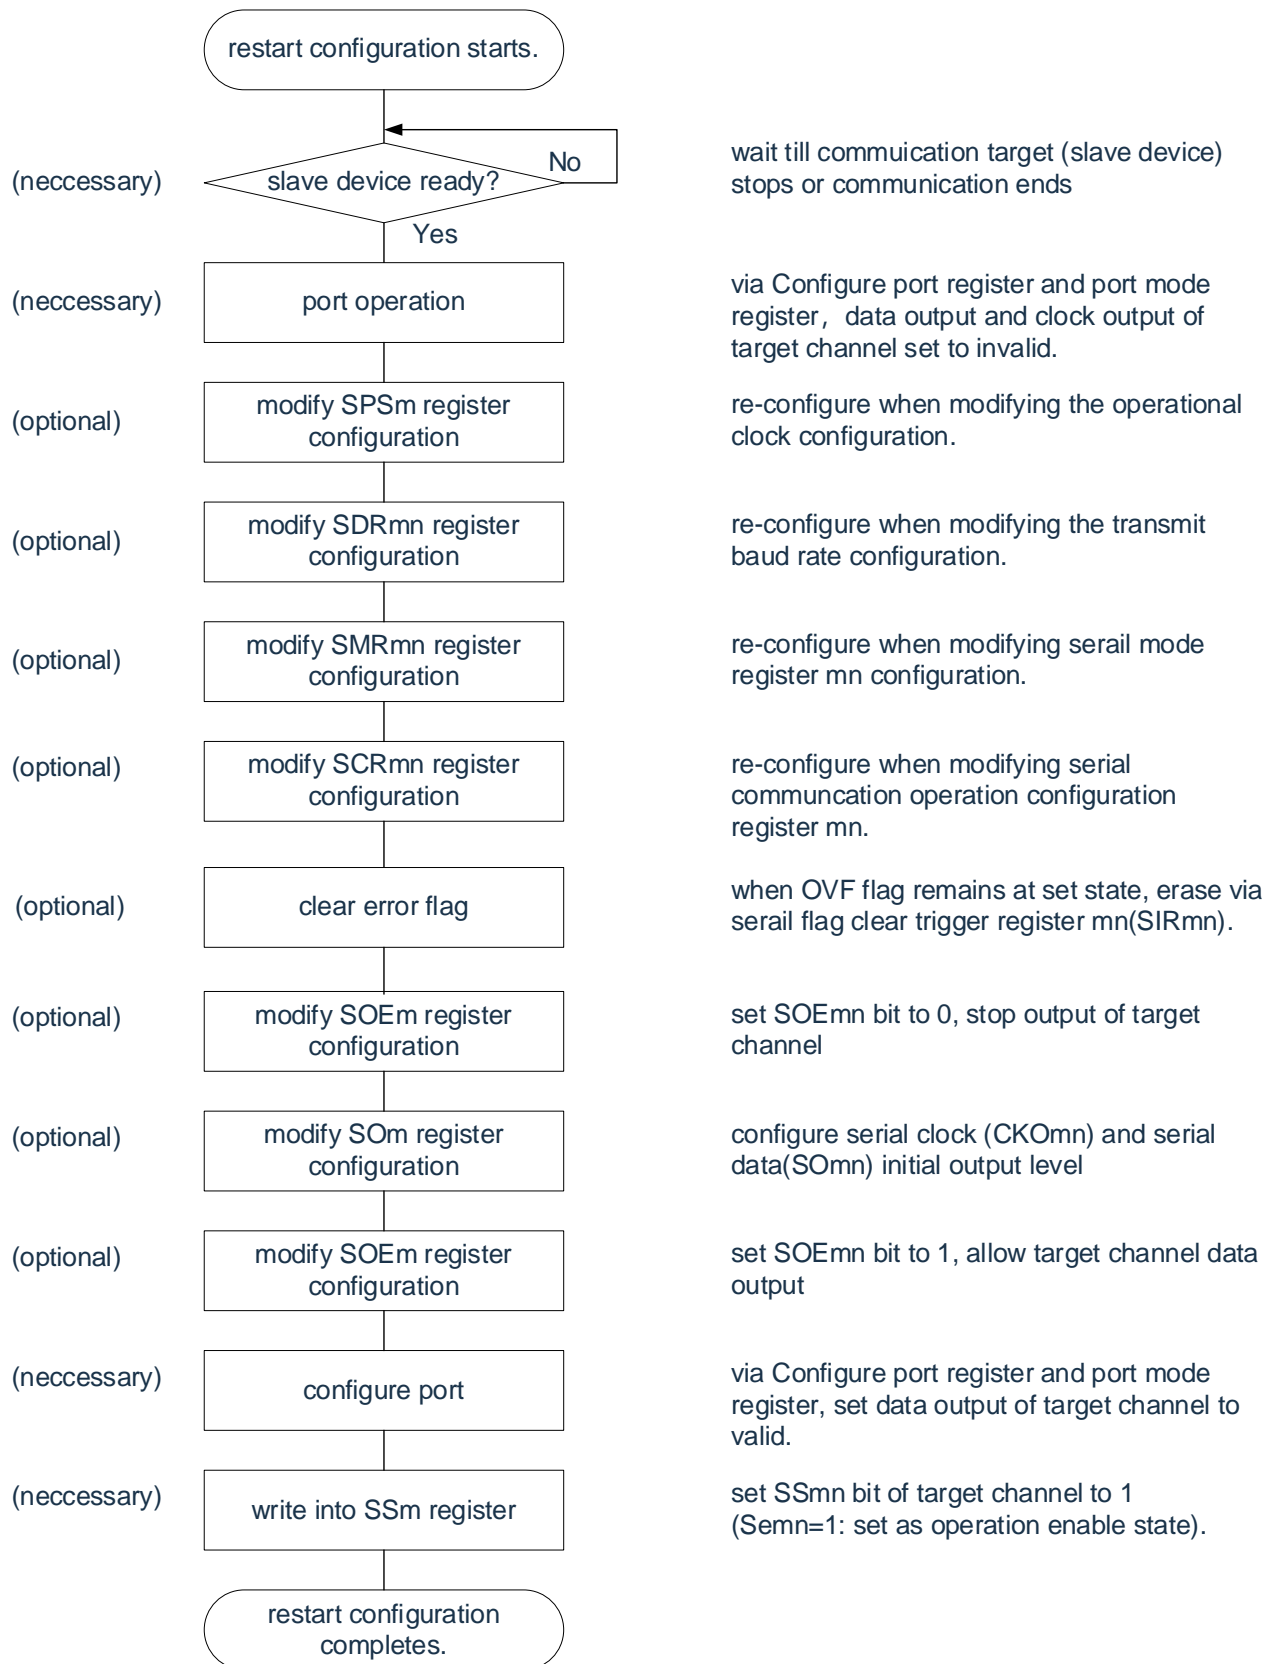 restart configuration starts.
No
(neccessary)
slave device ready?
wait till commuication target (slave device)
stops or communication ends
Yes
(neccessary)
port operation
via Configure port register and port mode
register，data output and clock output of
target channel set to invalid.
(optional)
modify SPSm register
configuration
re-configure when modifying the operational
clock configuration.
(optional)
modify SDRmn register
configuration
re-configure when modifying the transmit
baud rate configuration.
(optional)
modify SMRmn register
configuration
re-configure when modifying serail mode
register mn configuration.
(optional)
modify SCRmn register
configuration
re-configure when modifying serial
communcation operation configuration
register mn.
(optional)
clear error flag
when OVF flag remains at set state, erase via
serail flag clear trigger register mn(SIRmn).
(optional)
modify SOEm register
configuration
set SOEmn bit to 0, stop output of target
channel
(optional)
modify SOm register
configuration
configure serial clock (CKOmn) and serial
data(SOmn) initial output level
(optional)
modify SOEm register
configuration
set SOEmn bit to 1, allow target channel data
output
(neccessary)
configure port
via Configure port register and port mode
register, set data output of target channel to
valid.
(neccessary)
write into SSm register
set SSmn bit of target channel to 1
(Semn=1: set as operation enable state).
restart configuration
completes.